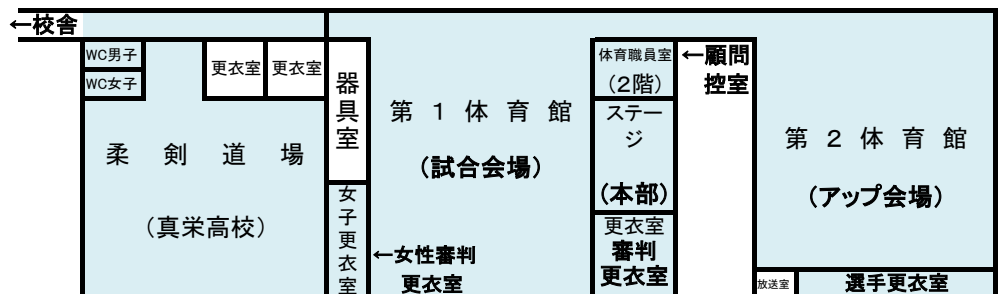 ←校舎
WC男子
WC女子
更衣室
更衣室
器具室
柔剣道場
（真栄高校）
女子更衣室
第１体育館
（試合会場）
←女性審判
更衣室
体育職員室
（２階）
ステー
ジ
（本部）
更衣室
審判
更衣室
←顧問
控室
第２体育館
（アップ会場）
放送室
選手更衣室